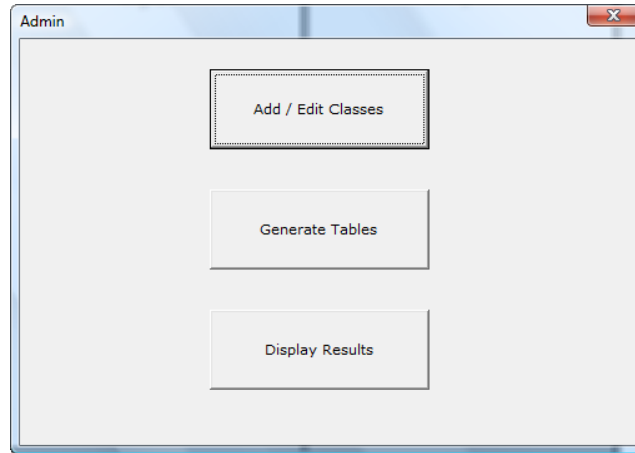 Admin
Add / Edit Classes
Generate Tables
Display Results